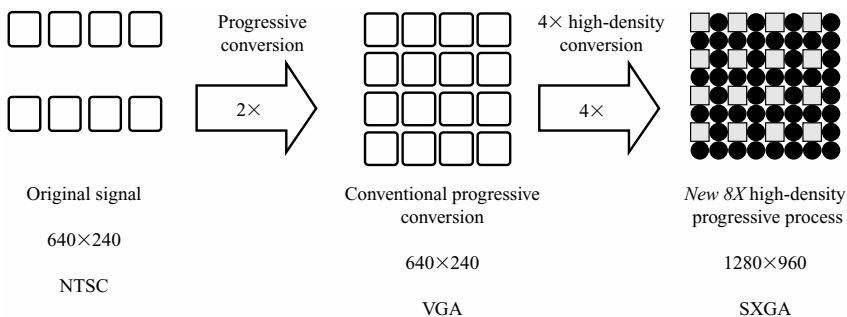 Progressive
conversion
2×
4× high-density
conversion
4×
Original signal
640×240
NTSC
Conventional progressive
conversion
640×240
VGA
New 8X high-density
progressive process
1280×960
SXGA